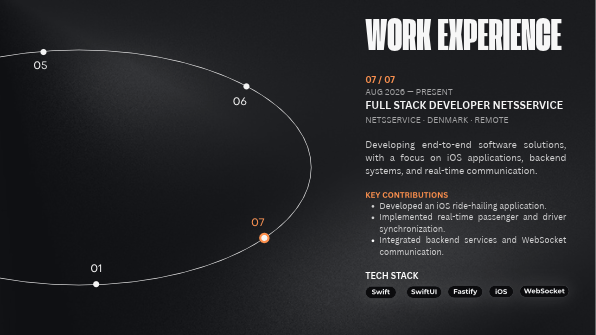 WORK EXPERIENCE
05
06
07
01
07 / 07
AUG 2026 — PRESENT
FULL STACK DEVELOPER NETSSERVICE
NETSSERVICE · DENMARK · REMOTE
Developing end-to-end software solutions,
with a focus on iOS applications, backend
systems, and real-time communication.
KEY CONTRIBUTIONS
• Developed an iOS ride-hailing application.
• Implemented real-time passenger and driver
synchronization.
• Integrated backend services and WebSocket
communication.
TECH STACK
Swift SwiftUI Fastify iOS WebSocket